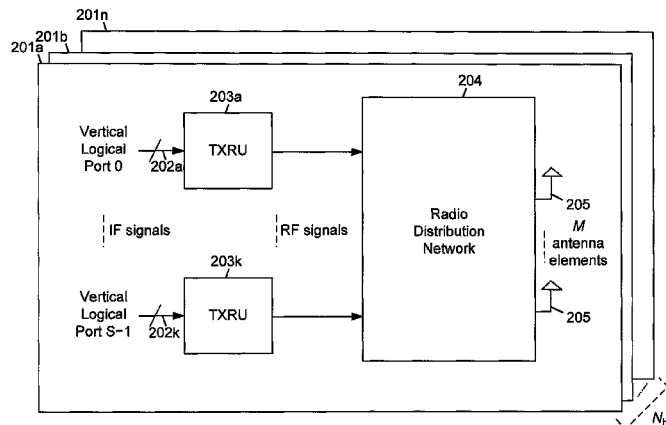 201n
201b
201a
203a
204
Vertical
Logical
Port 0
202a
TXRU
205
IF signals
RF signals
Radio
Distribution
Network
M
antenna
elements
203k
Vertical
Logical
Port S−1
202k
TXRU
205